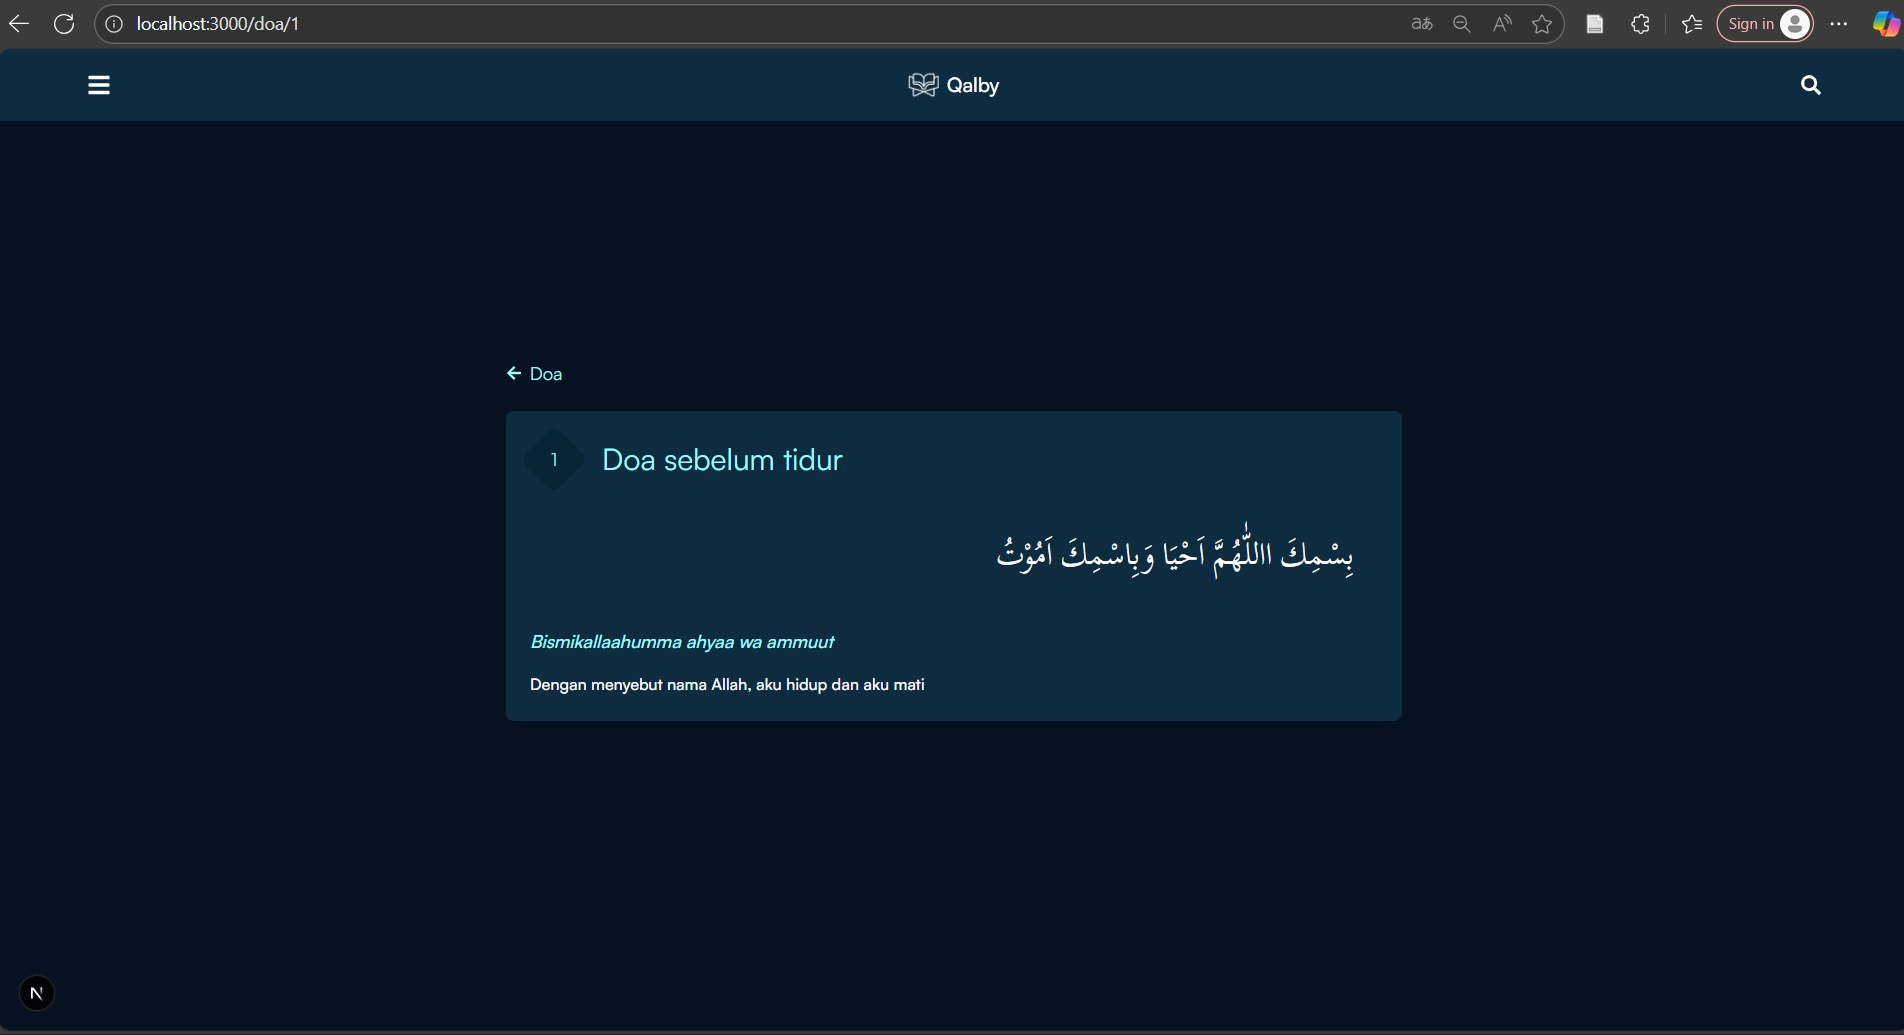 localhost:3000/doa/1
Sign in
Qalby
Doa
1
Doa sebelum tidur
بِسْمِكَ االلّٰهُمَّ اَحْيَا وَبِاسْمِكَ اَمُوْتُ
Bismikallaahumma ahyaa wa ammuut
Dengan menyebut nama Allah, aku hidup dan aku mati
N